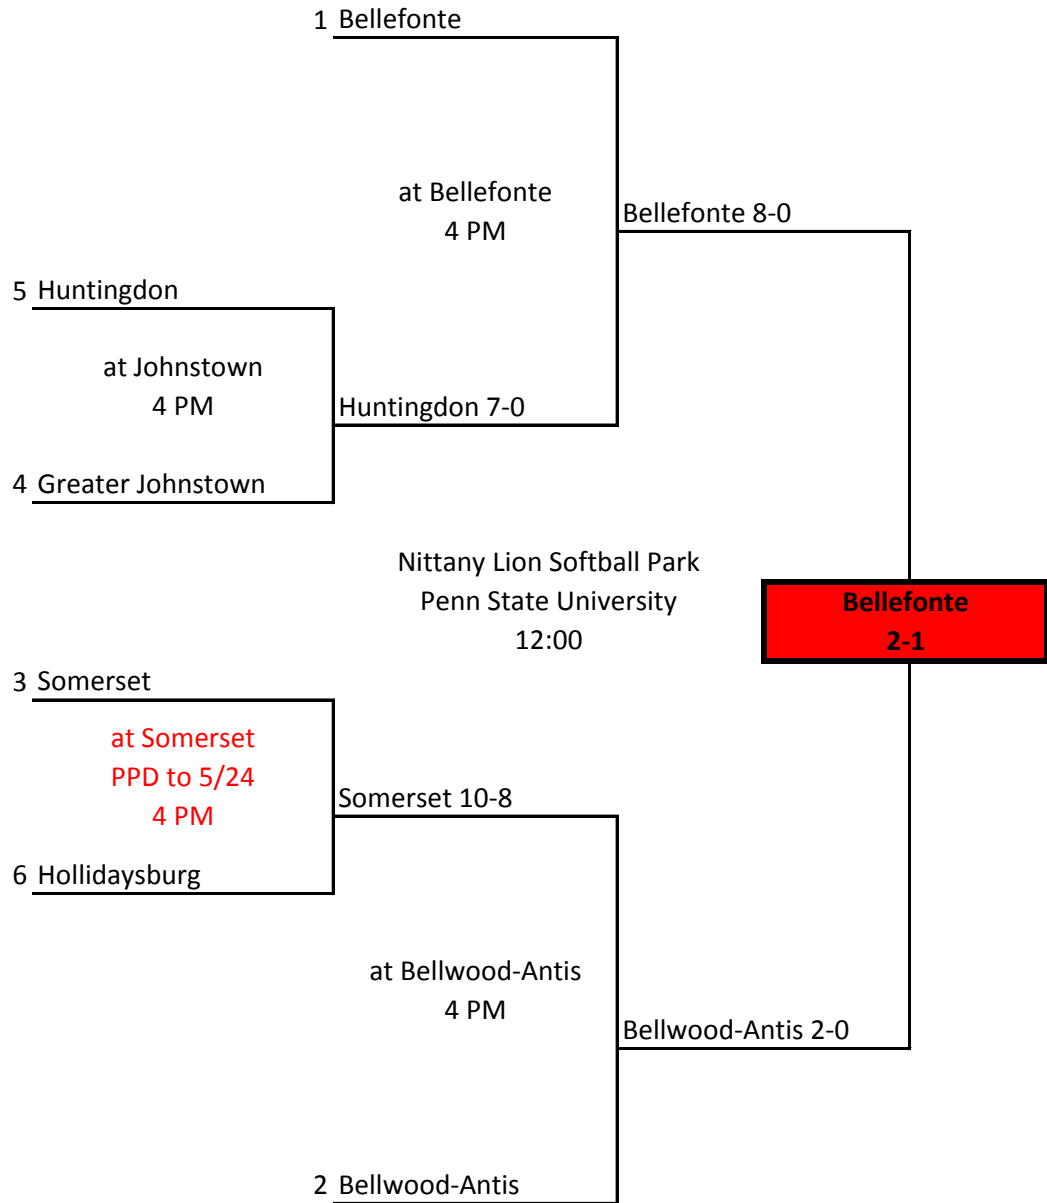 1 Bellefonte
at Bellefonte
4 PM
Bellefonte 8-0
5 Huntingdon
at Johnstown
4 PM
Huntingdon 7-0
4 Greater Johnstown
Nittany Lion Softball Park
Penn State University
12:00
Bellefonte
2-1
3 Somerset
at Somerset
PPD to 5/24
4 PM
Somerset 10-8
6 Hollidaysburg
at Bellwood-Antis
4 PM
Bellwood-Antis 2-0
2 Bellwood-Antis